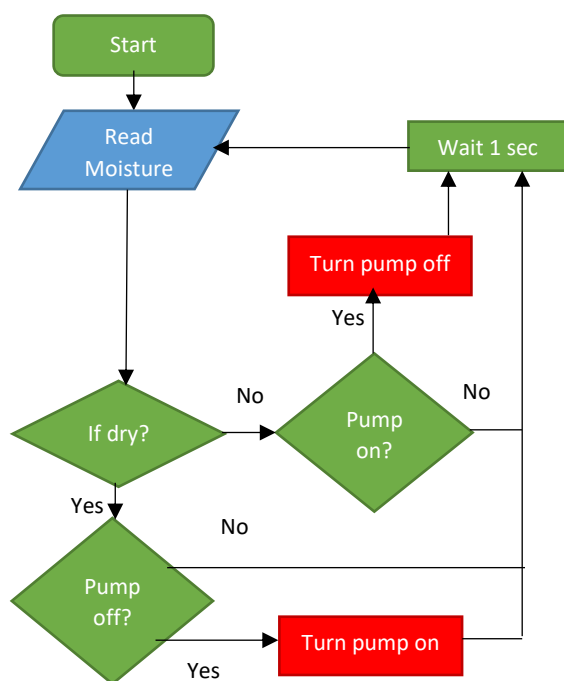 Start
Read
Moisture
Wait 1 sec
Turn pump off
Yes
If dry?
No
Pump
on?
No
Yes
No
Pump
off?
Yes
Turn pump on